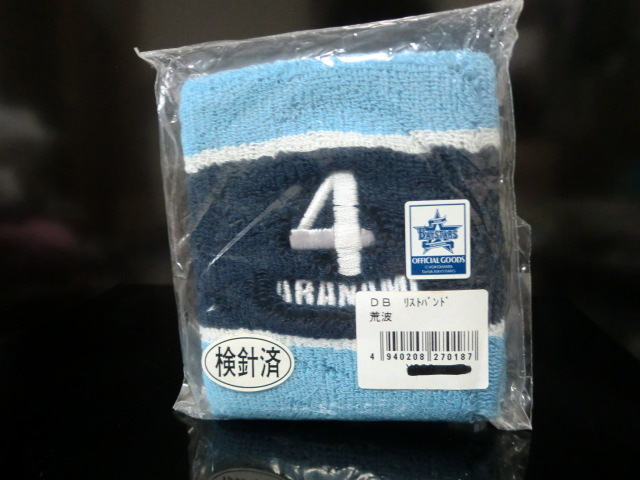 4
ARANAMI
BAYSTARS
OFFICIAL GOODS
DB リストバンド
荒波
4 940208 270187
検針済